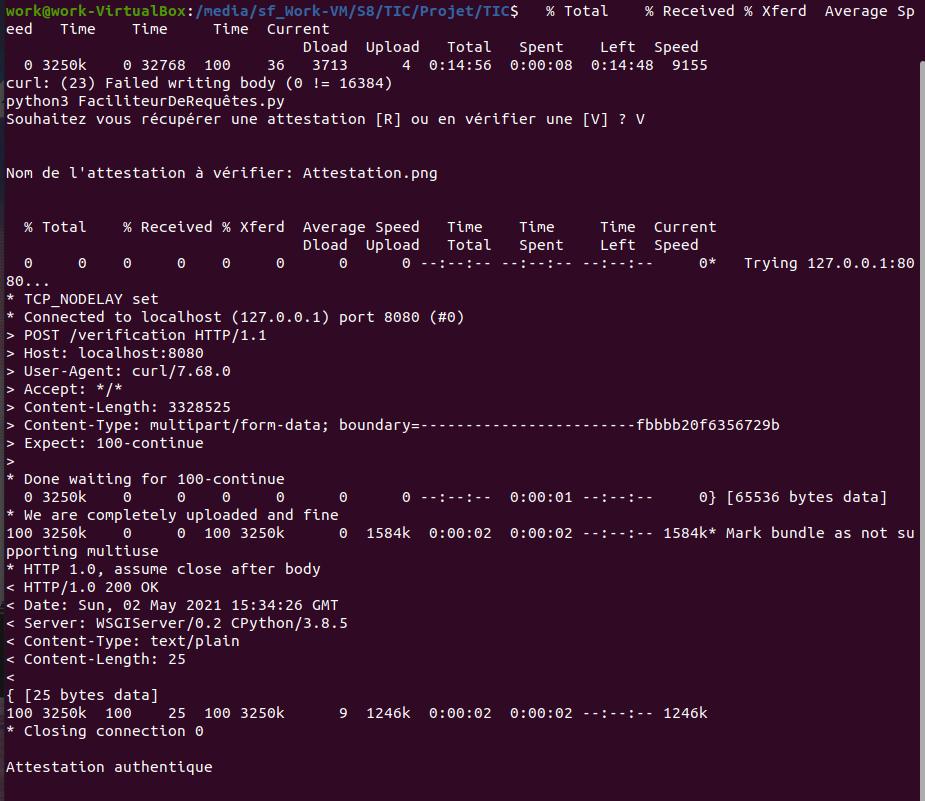 work@work-VirtualBox:/media/sf_Work-VM/S8/TIC/Projet/TIC$   % Total    % Received % Xferd  Average Sp
eed   Time    Time     Time  Current
                                 Dload  Upload   Total   Spent    Left  Speed
  0 3250k    0 32768  100    36   3713      4  0:14:56  0:00:08  0:14:48  9155
curl: (23) Failed writing body (0 != 16384)
python3 FaciliteurDeRequêtes.py
Souhaitez vous récupérer une attestation [R] ou en vérifier une [V] ? V
Nom de l'attestation à vérifier: Attestation.png
  % Total    % Received % Xferd  Average Speed   Time    Time     Time  Current
                                 Dload  Upload   Total   Spent    Left  Speed
  0     0    0     0    0     0      0      0 --:--:-- --:--:-- --:--:--     0*   Trying 127.0.0.1:80
80...
* TCP_NODELAY set
* Connected to localhost (127.0.0.1) port 8080 (#0)
> POST /verification HTTP/1.1
> Host: localhost:8080
> User-Agent: curl/7.68.0
> Accept: */*
> Content-Length: 3328525
> Content-Type: multipart/form-data; boundary=------------------------fbbbb20f6356729b
> Expect: 100-continue
>
* Done waiting for 100-continue
  0 3250k    0     0    0     0      0      0 --:--:--  0:00:01 --:--:--     0} [65536 bytes data]
* We are completely uploaded and fine
100 3250k    0     0  100 3250k      0  1584k  0:00:02  0:00:02 --:--:-- 1584k* Mark bundle as not su
pporting multiuse
* HTTP 1.0, assume close after body
< HTTP/1.0 200 OK
< Date: Sun, 02 May 2021 15:34:26 GMT
< Server: WSGIServer/0.2 CPython/3.8.5
< Content-Type: text/plain
< Content-Length: 25
<
{ [25 bytes data]
100 3250k  100    25  100 3250k      9  1246k  0:00:02  0:00:02 --:--:-- 1246k
* Closing connection 0
Attestation authentique